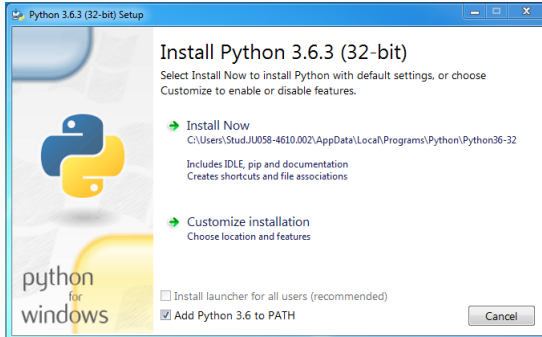 Python 3.6.3 (32-bit) Setup
Install Python 3.6.3 (32-bit)
Select Install Now to install Python with default settings, or choose
Customize to enable or disable features.
Install Now
C:\Users\Stud.JU058-4610.002\AppData\Local\Programs\Python\Python36-32
Includes IDLE, pip and documentation
Creates shortcuts and file associations
Customize installation
Choose location and features
python
for
windows
Install launcher for all users (recommended)
Add Python 3.6 to PATH
Cancel